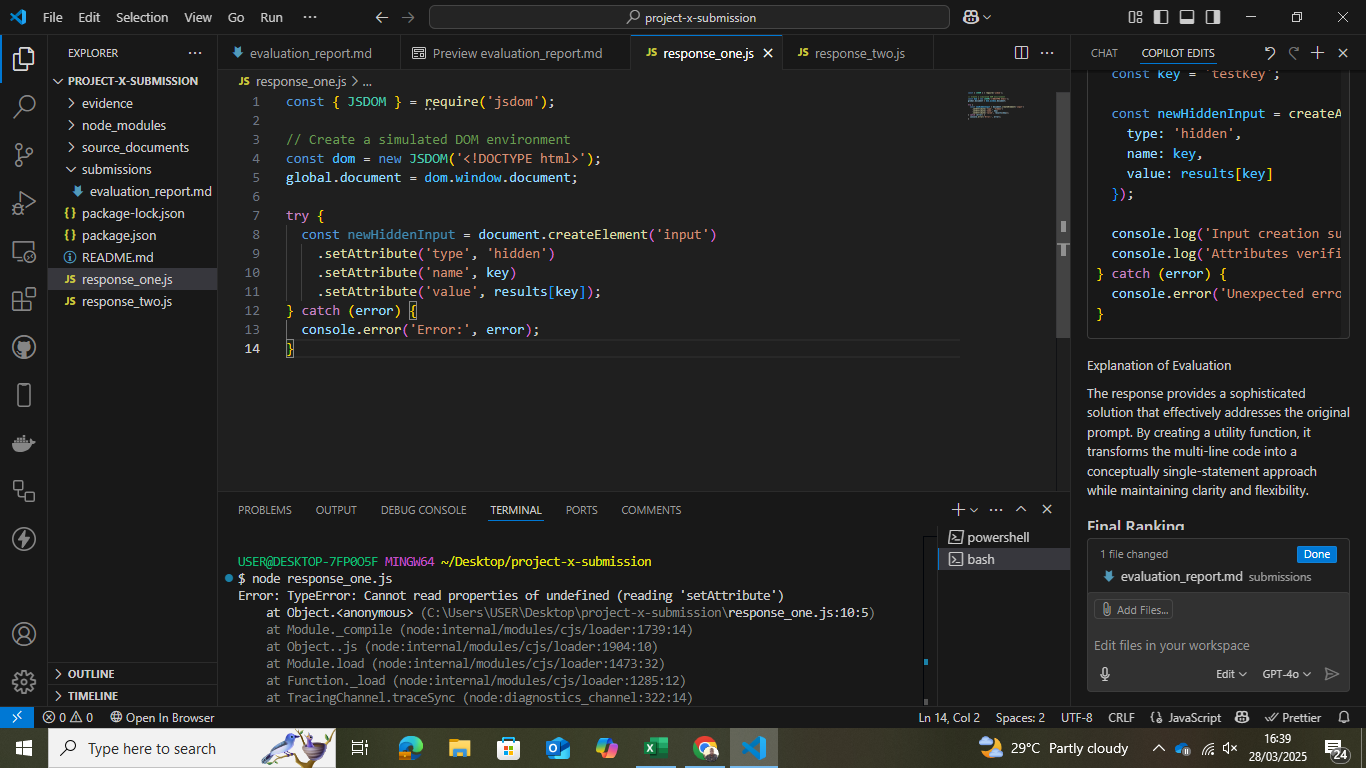 File Edit Selection View Go Run ···
project-x-submission
EXPLORER
PROJECT-X-SUBMISSION
evidence
node_modules
source_documents
submissions
evaluation_report.md
package-lock.json
package.json
README.md
JS response_one.js
JS response_two.js
OUTLINE
TIMELINE
evaluation_report.md
Preview evaluation_report.md
JS response_one.js
JS response_two.js
JS response_one.js > ...
1 const { JSDOM } = require('jsdom');
2
3 // Create a simulated DOM environment
4 const dom = new JSDOM('<!DOCTYPE html>');
5 global.document = dom.window.document;
6
7 try {
8 const newHiddenInput = document.createElement('input')
9 .setAttribute('type', 'hidden')
10 .setAttribute('name', key)
11 .setAttribute('value', results[key]);
12 } catch (error) {
13 console.error('Error:', error);
14 }
PROBLEMS OUTPUT DEBUG CONSOLE TERMINAL PORTS COMMENTS
USER@DESKTOP-7FP0O5F MINGW64 ~/Desktop/project-x-submission
$ node response_one.js
Error: TypeError: Cannot read properties of undefined (reading 'setAttribute')
at Object.<anonymous> (C:\Users\USER\Desktop\project-x-submission\response_one.js:10:5)
at Module._compile (node:internal/modules/cjs/loader:1739:14)
at Object..js (node:internal/modules/cjs/loader:1904:10)
at Module.load (node:internal/modules/cjs/loader:1473:32)
at Function._load (node:internal/modules/cjs/loader:1285:12)
at TracingChannel.traceSync (node:diagnostics_channel:322:14)
powershell
bash
CHAT COPILOT EDITS
const key = 'testKey';
const newHiddenInput = createA
type: 'hidden',
name: key,
value: results[key]
});
console.log('Input creation su
console.log('Attributes verifi
} catch (error) {
console.error('Unexpected erro
}
Explanation of Evaluation
The response provides a sophisticated
solution that effectively addresses the original
prompt. By creating a utility function, it
transforms the multi-line code into a
conceptually single-statement approach
while maintaining clarity and flexibility.
Final Ranking
1 file changed
Done
evaluation_report.md submissions
Add Files...
Edit files in your workspace
Edit GPT-4o
0 0 Open In Browser
Ln 14, Col 2 Spaces: 2 UTF-8 CRLF {} JavaScript Prettier
Type here to search
29°C Partly cloudy
16:39
28/03/2025
24